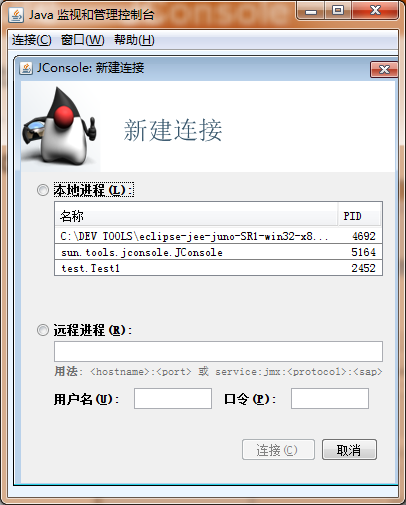 Java 监视和管理控制台
连接(C) 窗口(W) 帮助(H)
JConsole: 新建连接
新建连接
本地进程(L):
名称 PID
C:\DEV TOOLS\eclipse-jee-juno-SR1-win32-x8... 4692
sun.tools.jconsole.JConsole 5164
test.Test1 2452
远程进程(R):
用法: <hostname>:<port> 或 service:jmx:<protocol>:<sap>
用户名(U): 口令(P):
连接(C) 取消